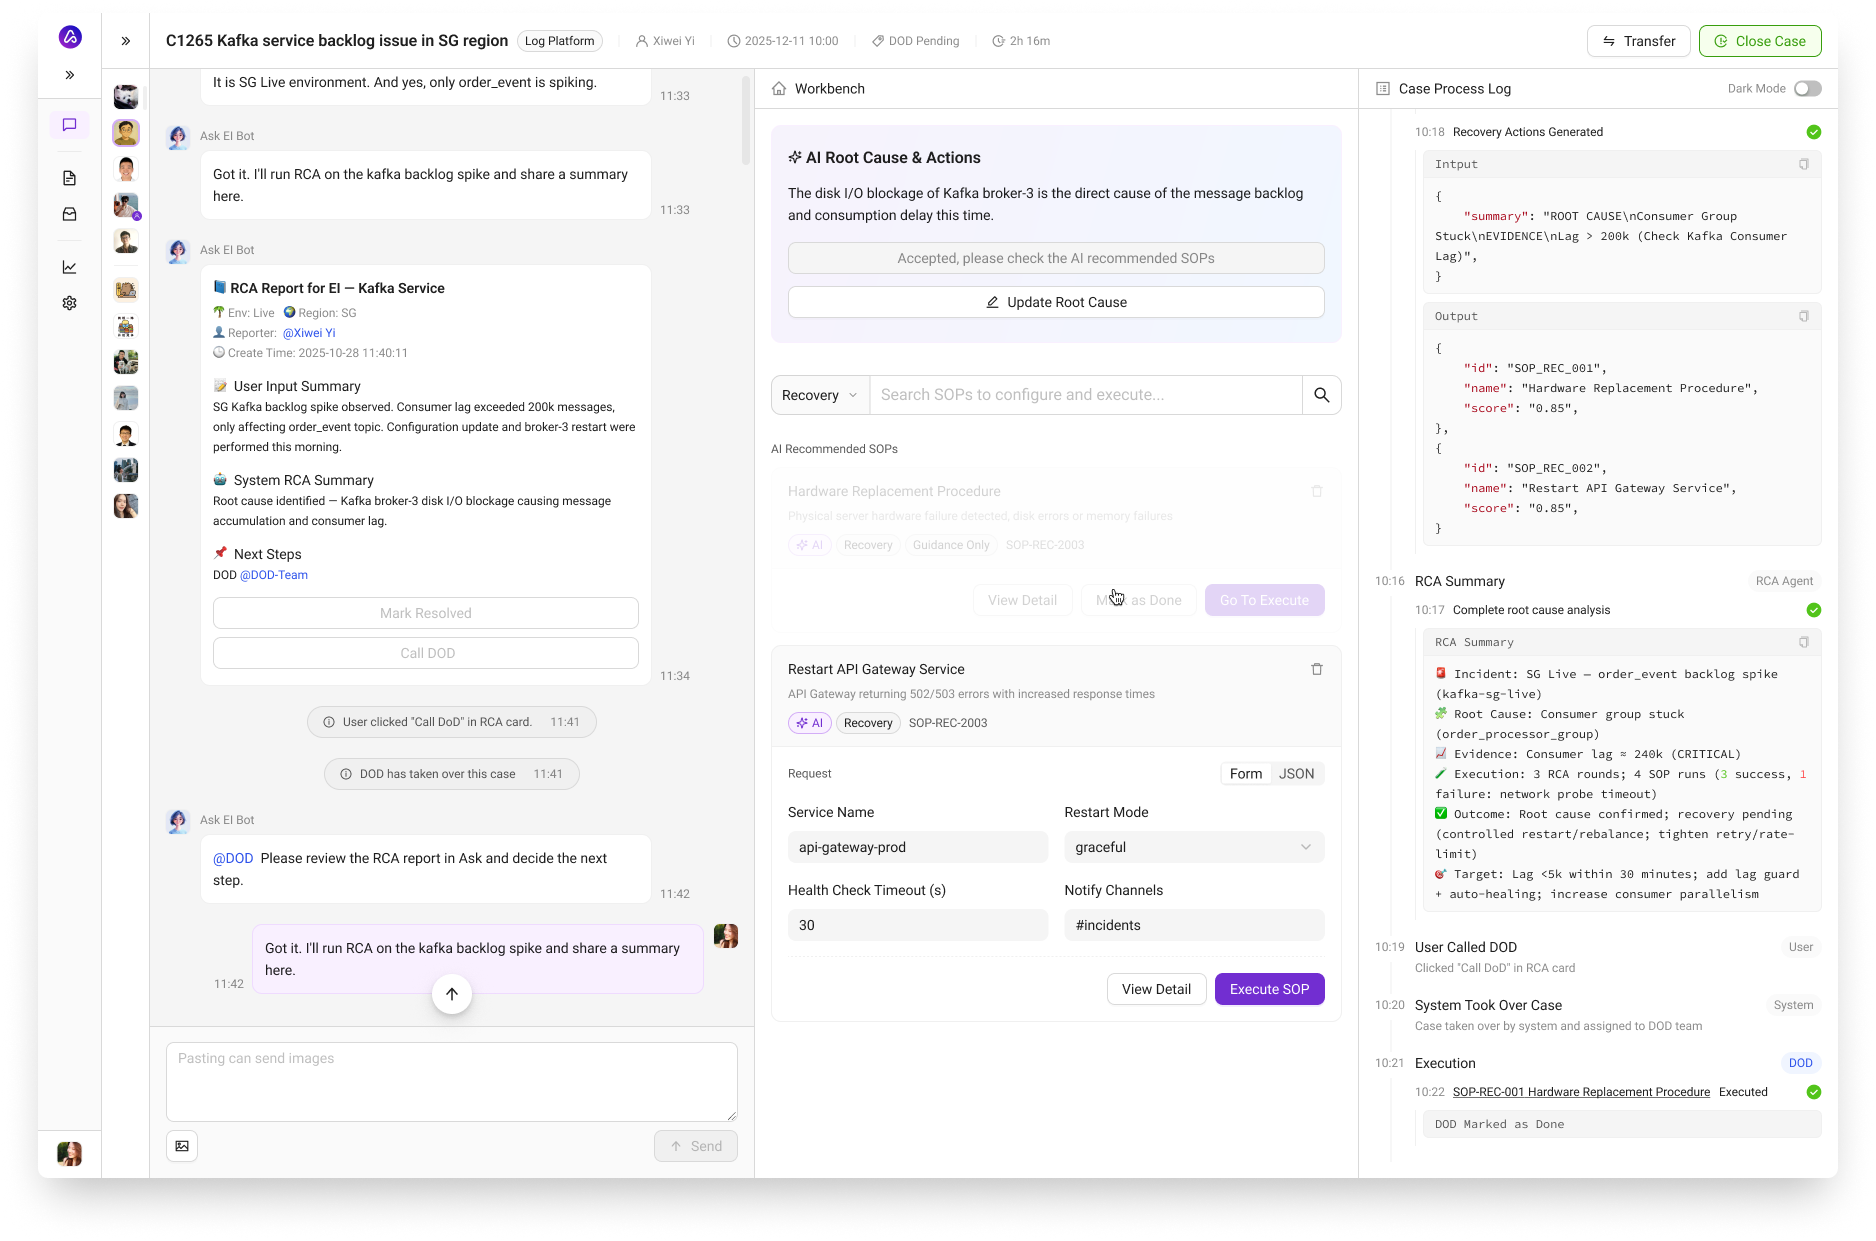 C1265 Kafka service backlog issue in SG region
Log Platform
Xiwei Yi
2025-12-11 10:00
DOD Pending
2h 16m
Transfer
Close Case
It is SG Live environment. And yes, only order_event is spiking.
11:33
Ask EI Bot
Got it. I'll run RCA on the kafka backlog spike and share a summary
here.
11:33
Ask EI Bot
RCA Report for EI — Kafka Service
Env: Live Region: SG
Reporter: @Xiwei Yi
Create Time: 2025-10-28 11:40:11
User Input Summary
SG Kafka backlog spike observed. Consumer lag exceeded 200k messages,
only affecting order_event topic. Configuration update and broker-3 restart were
performed this morning.
System RCA Summary
Root cause identified — Kafka broker-3 disk I/O blockage causing message
accumulation and consumer lag.
Next Steps
DOD @DOD-Team
Mark Resolved
Call DOD
11:34
User clicked "Call DoD" in RCA card. 11:41
DOD has taken over this case 11:41
Ask EI Bot
@DOD Please review the RCA report in Ask and decide the next
step.
11:42
Got it. I'll run RCA on the kafka backlog spike and share a summary
here.
11:42
Pasting can send images
Send
Workbench
AI Root Cause & Actions
The disk I/O blockage of Kafka broker-3 is the direct cause of the message backlog
and consumption delay this time.
Accepted, please check the AI recommended SOPs
Update Root Cause
Recovery
Search SOPs to configure and execute...
AI Recommended SOPs
Hardware Replacement Procedure
Physical server hardware failure detected, disk errors or memory failures
AI Recovery Guidance Only SOP-REC-2003
View Detail
as Done
Go To Execute
Restart API Gateway Service
API Gateway returning 502/503 errors with increased response times
AI Recovery SOP-REC-2003
Request
Form JSON
Service Name
Restart Mode
api-gateway-prod
graceful
Health Check Timeout (s)
Notify Channels
30
#incidents
View Detail
Execute SOP
Case Process Log
Dark Mode
10:18 Recovery Actions Generated
Intput
{
"summary": "ROOT CAUSE\nConsumer Group
Stuck\nEVIDENCE\nLag > 200k (Check Kafka Consumer
Lag)",
}
Output
{
"id": "SOP_REC_001",
"name": "Hardware Replacement Procedure",
"score": "0.85",
},
{
"id": "SOP_REC_002",
"name": "Restart API Gateway Service",
"score": "0.85",
}
10:16 RCA Summary
RCA Agent
10:17 Complete root cause analysis
RCA Summary
Incident: SG Live — order_event backlog spike
(kafka-sg-live)
Root Cause: Consumer group stuck
(order_processor_group)
Evidence: Consumer lag ≈ 240k (CRITICAL)
Execution: 3 RCA rounds; 4 SOP runs (3 success, 1
failure: network probe timeout)
Outcome: Root cause confirmed; recovery pending
(controlled restart/rebalance; tighten retry/rate-
limit)
Target: Lag <5k within 30 minutes; add lag guard
+ auto-healing; increase consumer parallelism
10:19 User Called DOD
User
Clicked "Call DoD" in RCA card
10:20 System Took Over Case
System
Case taken over by system and assigned to DOD team
10:21 Execution
DOD
10:22 SOP-REC-001 Hardware Replacement Procedure Executed
DOD Marked as Done